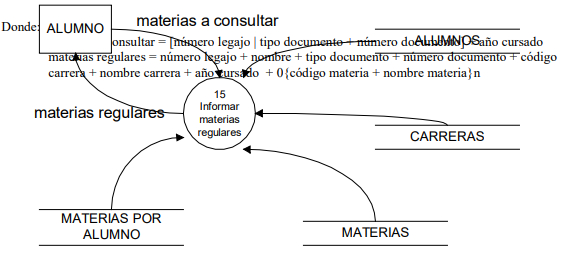 materias a consultar
Donde:
ALUMNO
ALUMNOS
consultar = [número legajo | tipo documento + número documento] + año cursado
materias regulares = número legajo + nombre + tipo documento + número documento + código
carrera + nombre carrera + año cursado + 0{código materia + nombre materia}n
15
Informar
materias
regulares
materias regulares
CARRERAS
MATERIAS POR
ALUMNO
MATERIAS